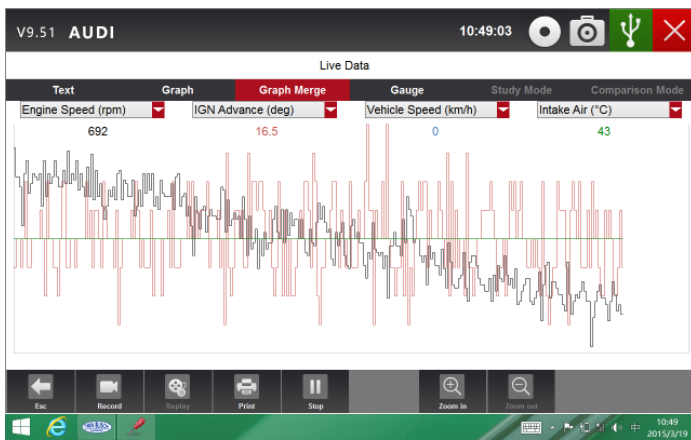 V9.51 AUDI 10:49:03
Live Data
Text Graph Graph Merge Gauge Study Mode Comparison Mode
Engine Speed (rpm) IGN Advance (deg) Vehicle Speed (km/h) Intake Air (°C)
692 16.5 0 43
Esc Record Replay Print Stop Zoom in Zoom out
中 10:49
2015/3/19